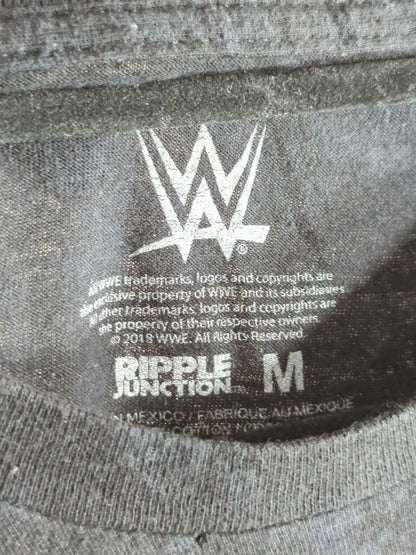 W
®
All WWE trademarks, logos and copyrights are
the exclusive property of WWE and its subsidiaries.
All other trademarks, logos and copyrights are
the property of their respective owners.
© 2018 WWE. All Rights Reserved.
RIPPLE
JUNCTION M
MEXICO / FABRIQUE AU MEXIQUE
COTTON /